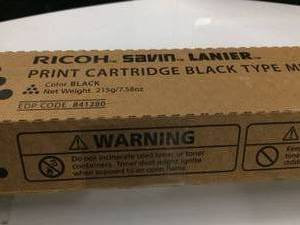 RICOH savin LANIER
PRINT CARTRIDGE BLACK TYPE M
Color BLACK
Net Weight. 215g/7.58oz
EDP CODE 841280
WARNING
Do not incinerate used toner or toner
containers. Toner dust might ignite
when exposed to an open flame.